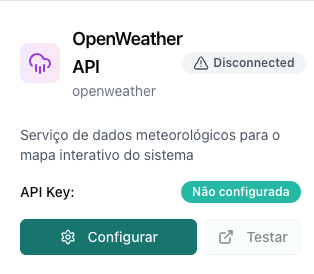 OpenWeather
API
Disconnected
openweather
Serviço de dados meteorológicos para o
mapa interativo do sistema
API Key:
Não configurada
Configurar
Testar